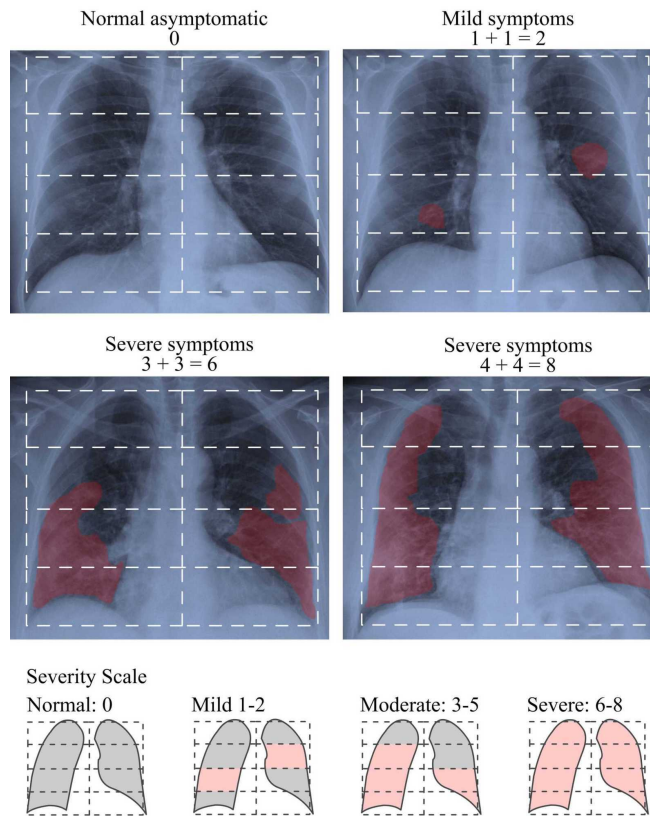 Normal asymptomatic
0
Mild symptoms
1 + 1 = 2
Severe symptoms
3 + 3 = 6
Severe symptoms
4 + 4 = 8
Severity Scale
Normal: 0
Mild 1-2
Moderate: 3-5
Severe: 6-8